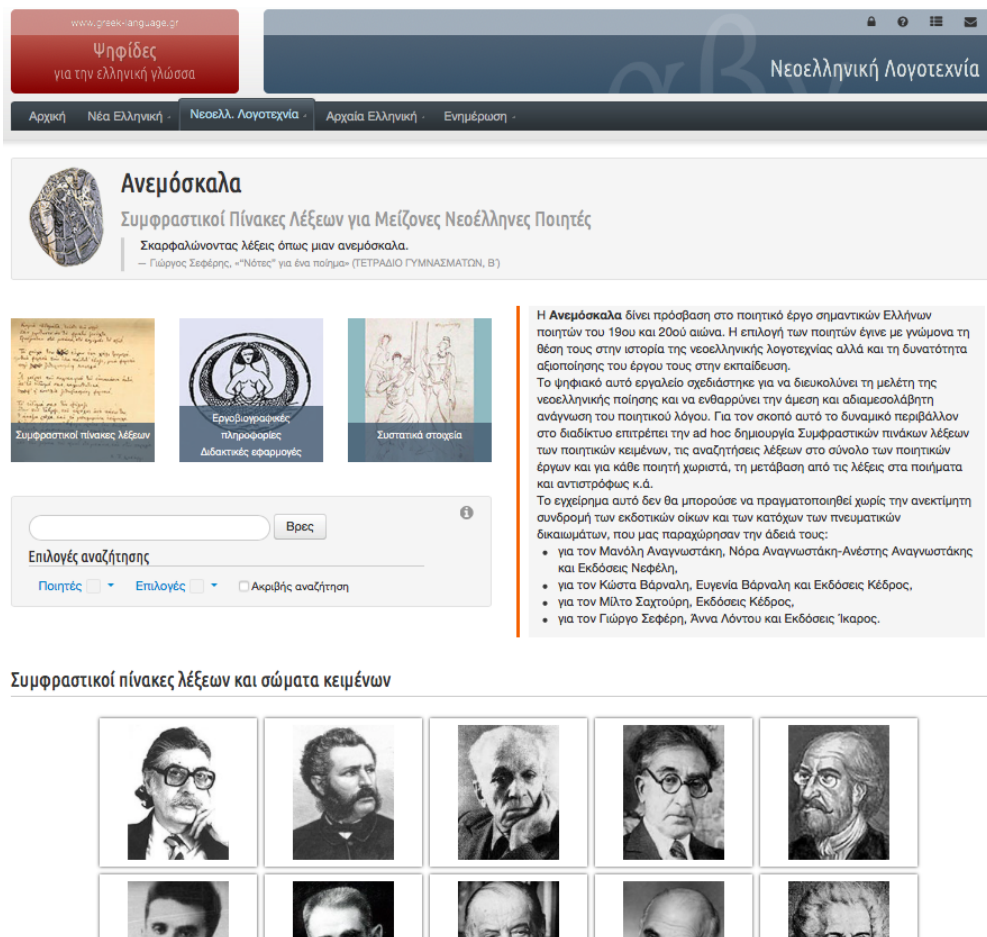 www.greek-language.gr
Ψηφίδες
για την ελληνική γλώσσα
αβγ
Νεοελληνική Λογοτεχνία
Αρχική Νέα Ελληνική Νεοελλ. Λογοτεχνία Αρχαία Ελληνική Ενημέρωση
Ανεμόσκαλα
Συμφραστικοί Πίνακες Λέξεων για Μείζονες Νεοέλληνες Ποιητές
Σκαρφαλώνοντας λέξεις όπως μιαν ανεμόσκαλα.
— Γιώργος Σεφέρης, «"Νότες" για ένα ποίημα» (ΤΕΤΡΑΔΙΟ ΓΥΜΝΑΣΜΑΤΩΝ, Β΄)
Συμφραστικοί πίνακες λέξεων
Εργοβιογραφικές
πληροφορίες
Διδακτικές εφαρμογές
Συστατικά στοιχεία
Βρες
Επιλογές αναζήτησης
Ποιητές Επιλογές Ακριβής αναζήτηση
Η Ανεμόσκαλα δίνει πρόσβαση στο ποιητικό έργο σημαντικών Ελλήνων
ποιητών του 19ου και 20ού αιώνα. Η επιλογή των ποιητών έγινε με γνώμονα τη
θέση τους στην ιστορία της νεοελληνικής λογοτεχνίας αλλά και τη δυνατότητα
αξιοποίησης του έργου τους στην εκπαίδευση.
Το ψηφιακό αυτό εργαλείο σχεδιάστηκε για να διευκολύνει τη μελέτη της
νεοελληνικής ποίησης και να ενθαρρύνει την άμεση και αδιαμεσολάβητη
ανάγνωση του ποιητικού λόγου. Για τον σκοπό αυτό το δυναμικό περιβάλλον
στο διαδίκτυο επιτρέπει την ad hoc δημιουργία Συμφραστικών πινάκων λέξεων
των ποιητικών κειμένων, τις αναζητήσεις λέξεων στο σύνολο των ποιητικών
έργων και για κάθε ποιητή χωριστά, τη μετάβαση από τις λέξεις στα ποιήματα
και αντιστρόφως κ.ά.
Το εγχείρημα αυτό δεν θα μπορούσε να πραγματοποιηθεί χωρίς την ανεκτίμητη
συνδρομή των εκδοτικών οίκων και των κατόχων των πνευματικών
δικαιωμάτων, που μας παραχώρησαν την άδειά τους:
• για τον Μανόλη Αναγνωστάκη, Νόρα Αναγνωστάκη-Ανέστης Αναγνωστάκης
και Εκδόσεις Νεφέλη,
• για τον Κώστα Βάρναλη, Ευγενία Βάρναλη και Εκδόσεις Κέδρος,
• για τον Μίλτο Σαχτούρη, Εκδόσεις Κέδρος,
• για τον Γιώργο Σεφέρη, Άννα Λόντου και Εκδόσεις Ίκαρος.
Συμφραστικοί πίνακες λέξεων και σώματα κειμένων